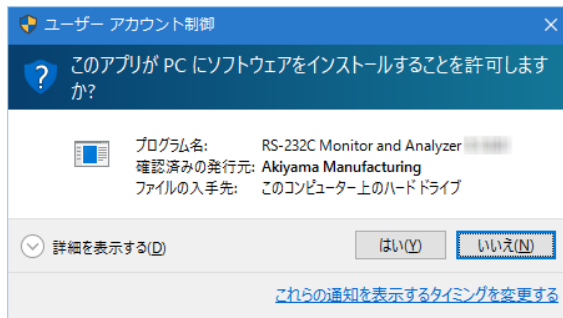 ユーザー アカウント制御
このアプリが PC にソフトウェアをインストールすることを許可します
か?
プログラム名: RS-232C Monitor and Analyzer
確認済みの発行元: Akiyama Manufacturing
ファイルの入手先: このコンピューター上のハード ドライブ
詳細を表示する(D) はい(Y) いいえ(N)
これらの通知を表示するタイミングを変更する